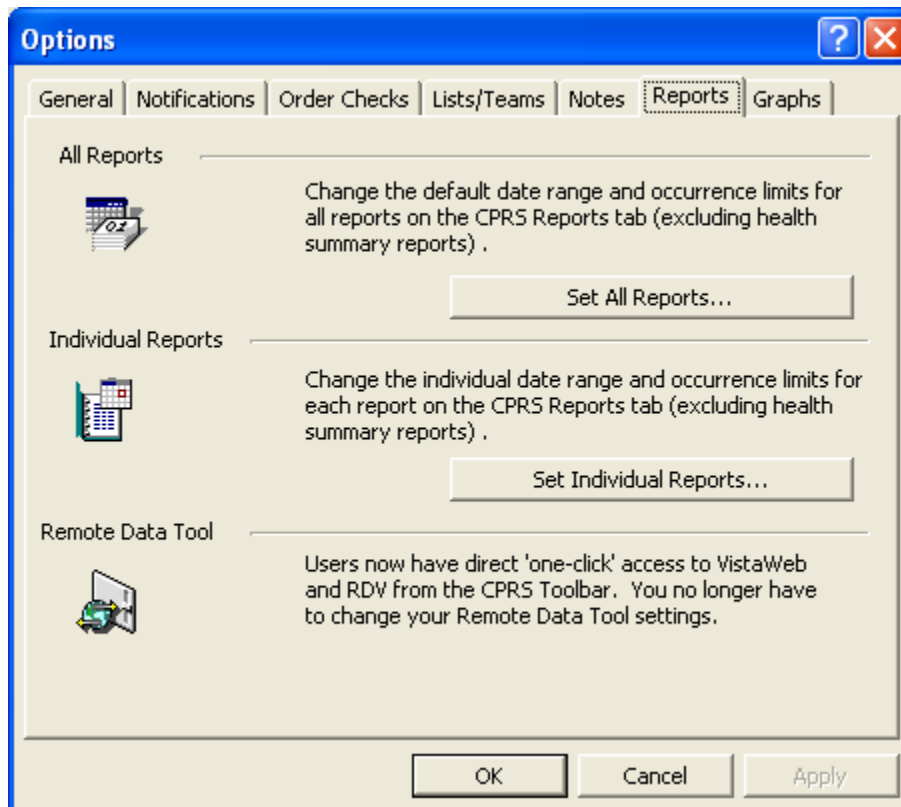 Options
General Notifications Order Checks Lists/Teams Notes Reports Graphs
All Reports
Change the default date range and occurrence limits for
all reports on the CPRS Reports tab (excluding health
summary reports) .
Set All Reports...
Individual Reports
Change the individual date range and occurrence limits for
each report on the CPRS Reports tab (excluding health
summary reports) .
Set Individual Reports...
Remote Data Tool
Users now have direct 'one-click' access to VistaWeb
and RDV from the CPRS Toolbar.  You no longer have
to change your Remote Data Tool settings.
OK Cancel Apply